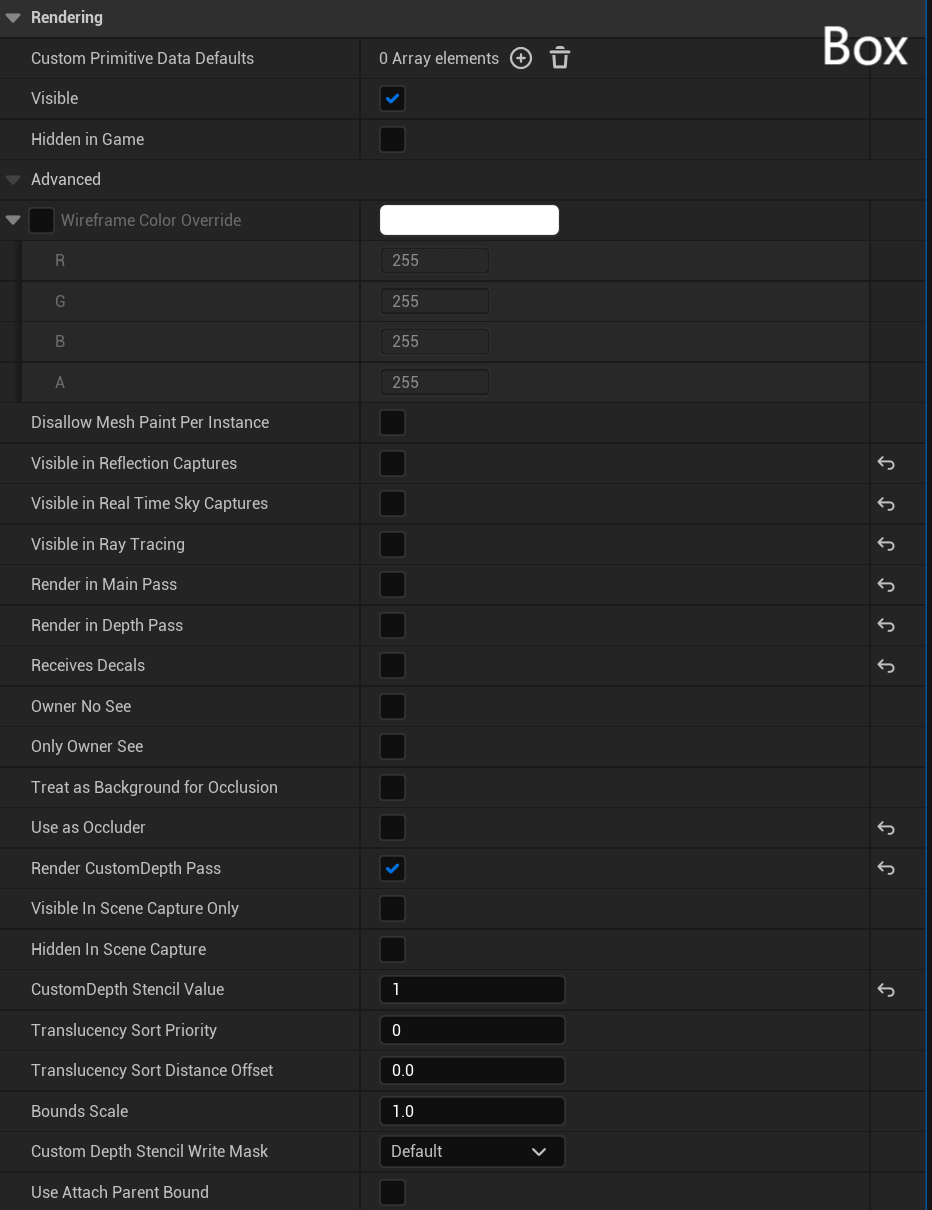 Rendering
Box
Custom Primitive Data Defaults 0 Array elements
Visible
Hidden in Game
Advanced
Wireframe Color Override
R 255
G 255
B 255
A 255
Disallow Mesh Paint Per Instance
Visible in Reflection Captures
Visible in Real Time Sky Captures
Visible in Ray Tracing
Render in Main Pass
Render in Depth Pass
Receives Decals
Owner No See
Only Owner See
Treat as Background for Occlusion
Use as Occluder
Render CustomDepth Pass
Visible In Scene Capture Only
Hidden In Scene Capture
CustomDepth Stencil Value 1
Translucency Sort Priority 0
Translucency Sort Distance Offset 0.0
Bounds Scale 1.0
Custom Depth Stencil Write Mask Default
Use Attach Parent Bound